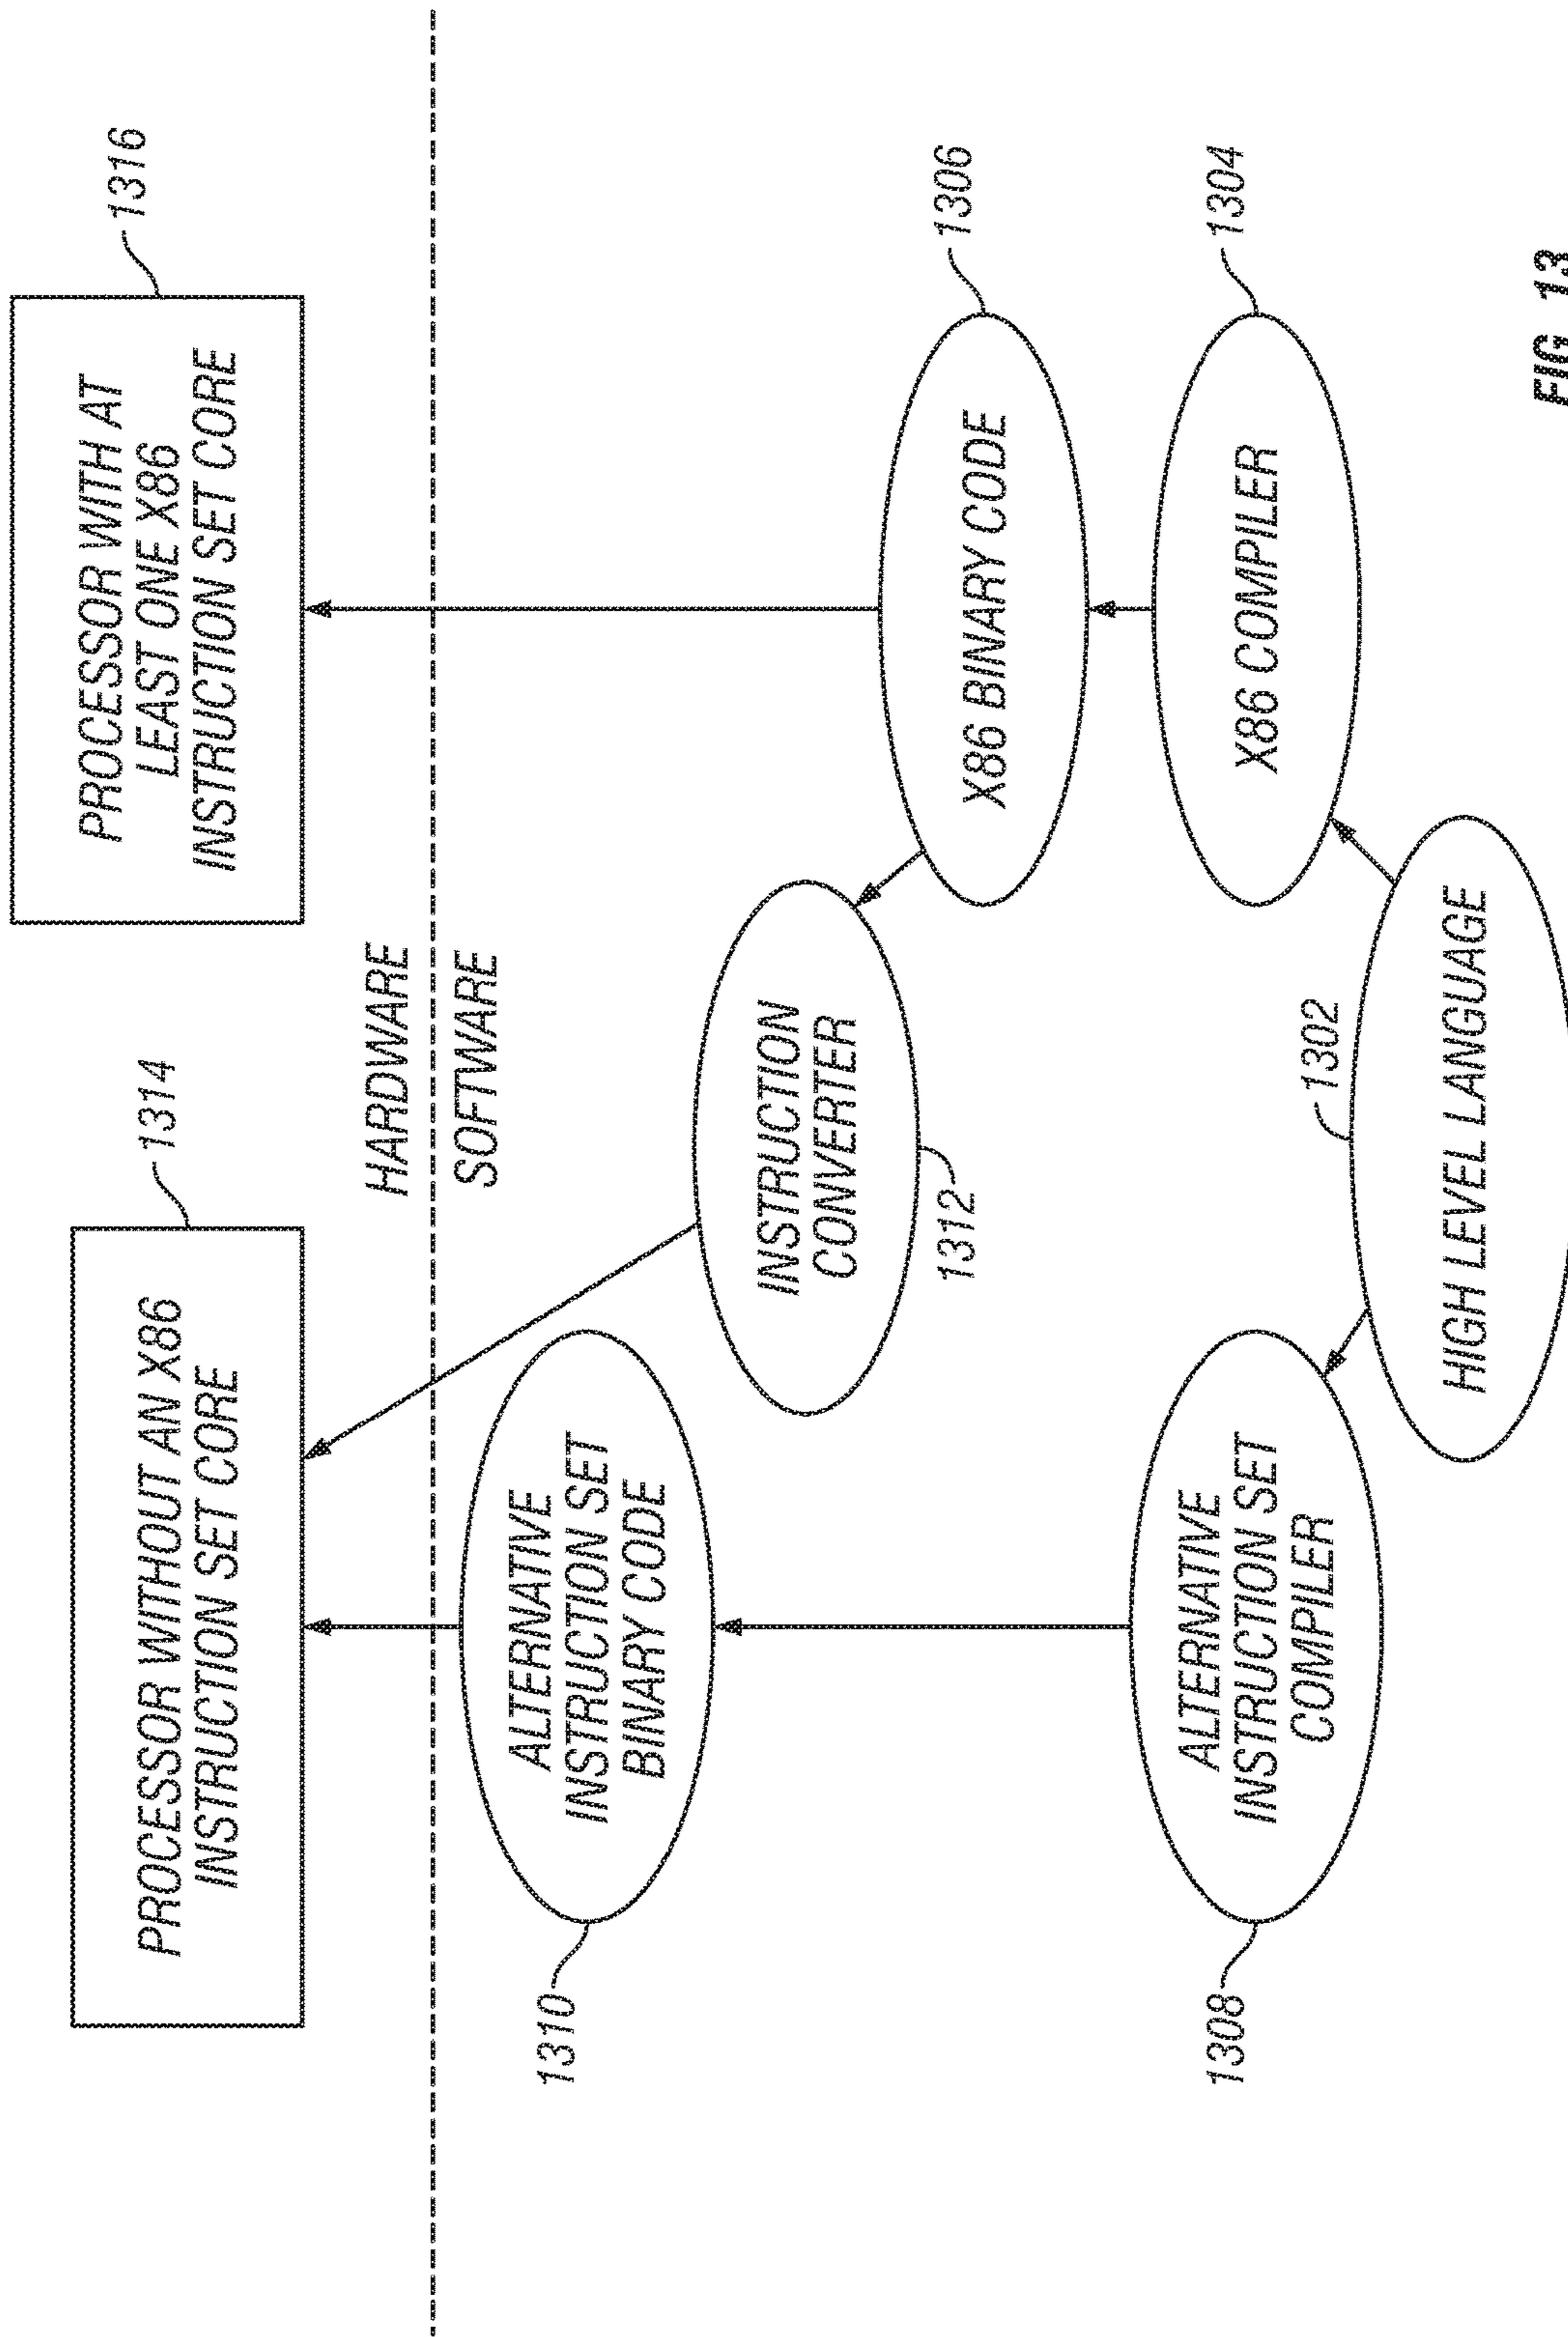 PROCESSOR WITHOUT AN X86
INSTRUCTION SET CORE
1314
PROCESSOR WITH AT
LEAST ONE X86
INSTRUCTION SET CORE
1316
HARDWARE
SOFTWARE
1310
ALTERNATIVE
INSTRUCTION SET
BINARY CODE
INSTRUCTION
CONVERTER
1312
X86 BINARY CODE
1306
1308
ALTERNATIVE
INSTRUCTION SET
COMPILER
X86 COMPILER
1304
1302
HIGH LEVEL LANGUAGE
FIG. 13